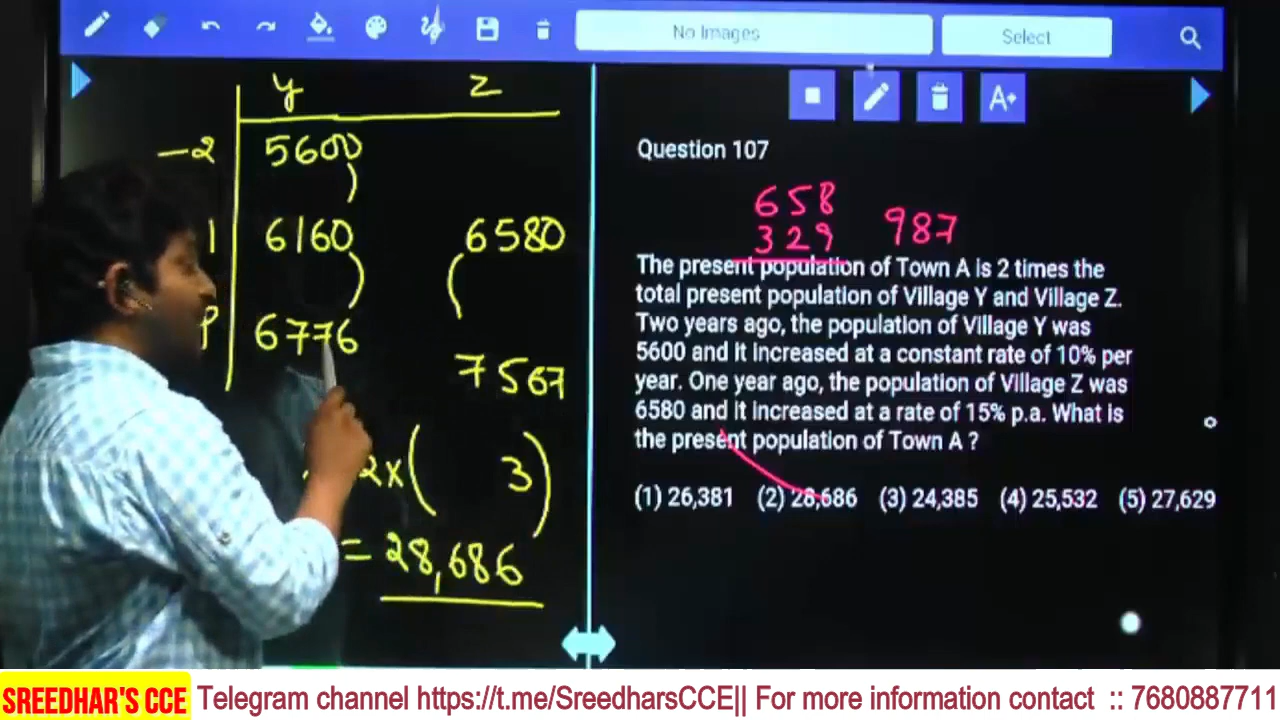 No Images
Select
A+
y z
-2 5600
1 6160 6580
P 6776
7567
2x( 3)
= 28,686
Question 107
658
329 987
The present population of Town A is 2 times the
total present population of Village Y and Village Z.
Two years ago, the population of Village Y was
5600 and it increased at a constant rate of 10% per
year. One year ago, the population of Village Z was
6580 and it increased at a rate of 15% p.a. What is
the present population of Town A ?
(1) 26,381 (2) 28,686 (3) 24,385 (4) 25,532 (5) 27,629
SREEDHAR'S CCE Telegram channel https://t.me/SreedharsCCE|| For more information contact :: 7680887711